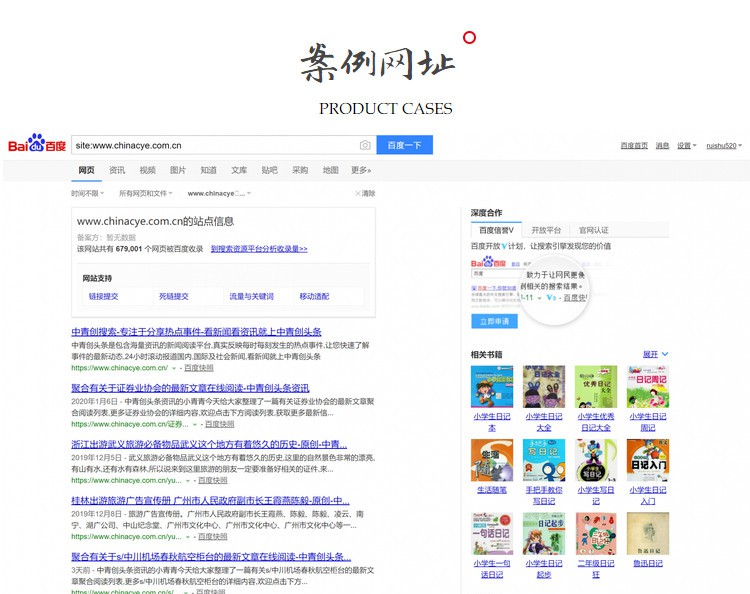 案例网址
PRODUCT CASES
Bai du 百度
site:www.chinacye.com.cn
百度一下
百度首页 消息 设置 ruishu520
网页 资讯 视频 图片 知道 文库 贴吧 采购 地图 更多»
时间不限 所有网页和文件 www.chinacye.... ×清除
www.chinacye.com.cn的站点信息
备案方：暂无数据
该网站共有 679,001 个网页被百度收录 到搜索资源平台分析收录量>>
网站支持
链接提交 死链提交 流量与关键词 移动适配
中青创搜索-专注于分享热点事件-看新闻看资讯就上中青创头条
中青创头条是包含海量资讯的新闻阅读平台,真实反映每时每刻发生的热点事件,让您快速了解
事件的最新动态.24小时滚动报道国内,国际及社会新闻,看新闻就上中青创头条
https://www.chinacye.com.cn/ - 百度快照
聚合有关于证券业协会的最新文章在线阅读-中青创头条资讯
2020年1月6日 - 中青创头条资讯的小青青今天给大家整理了一篇有关证券业协会的最新文章聚
合阅读列表,更多证券业协会的详细内容,欢迎点击下方阅读列表,获取更多最新信...
https://www.chinacye.com.cn/证券... - 百度快照
浙江出游武义旅游必备物品武义这个地方有着悠久的历史-原创-中青...
2019年12月5日 - 武义这个地方有着悠久的历史,这里的自然景色非常的漂亮,
有山有水,还有水有森林,所以说来到这里旅游的朋友一定要准备好相关的证件.来...
https://www.chinacye.com.cn/yu... - 百度快照
桂林出游旅游广告宣传册 广州市人民政府副市长王霞燕陈毅-原创-中...
2019年12月8日 - 旅游广告宣传册，广州市人民政府副市长王霞燕、陈毅、陈毅、凌云、南
宁、湖广公司、中山纪念堂、广州市文化中心、广州市文化中心、广州市文化中心等一...
https://www.chinacye.com.cn/yu... - 百度快照
聚合有关于s/中川机场春秋航空柜台的最新文章在线阅读-中青创头条...
3天前 - 中青创头条资讯的小青青今天给大家整理了一篇有关s/中川机场春秋航空柜台的最新文
章聚合阅读列表,更多s/中川机场春秋航空柜台的详细内容,欢迎点击下方...
https://www.chinacye.com.cn/s/... - 百度快照
深度合作
百度信誉V 开放平台 官网认证
百度开放V计划，让搜索引擎发现您的价值
Bai du 百度
致力于让网民更便
到相关的搜索结果。
-11 V3 - 百度快
立即申请
相关书籍 展开
小学生日记本
小学生日记大全
小学生优秀日记大全
小学生日记周记
生活随笔
手把手教你写日记
小学生写日记
小学生日记入门
小学生一句话日记
小学生日记起步
二年级日记狂
鲁迅日记